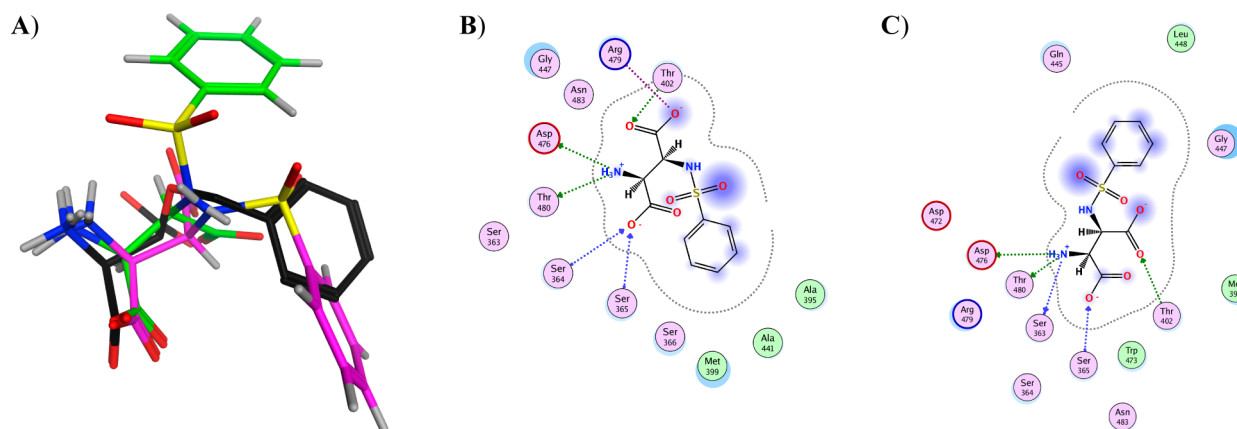 A)
B)
C)
Gly
447
Arg
479
Thr
402
Asn
483
Asp
476
Thr
480
Ser
363
Ser
364
Ser
365
Ser
366
Met
399
Ala
441
Ala
395
O
O-
H
NH
H3N+
H
O
S
O
O
O-
Gln
445
Leu
448
Gly
447
Asp
472
Asp
476
Thr
480
Arg
479
Ser
363
Ser
364
Ser
365
Trp
473
Asn
483
Thr
402
O
S
O
HN
O-
H
H3N+
O
H
O
O-